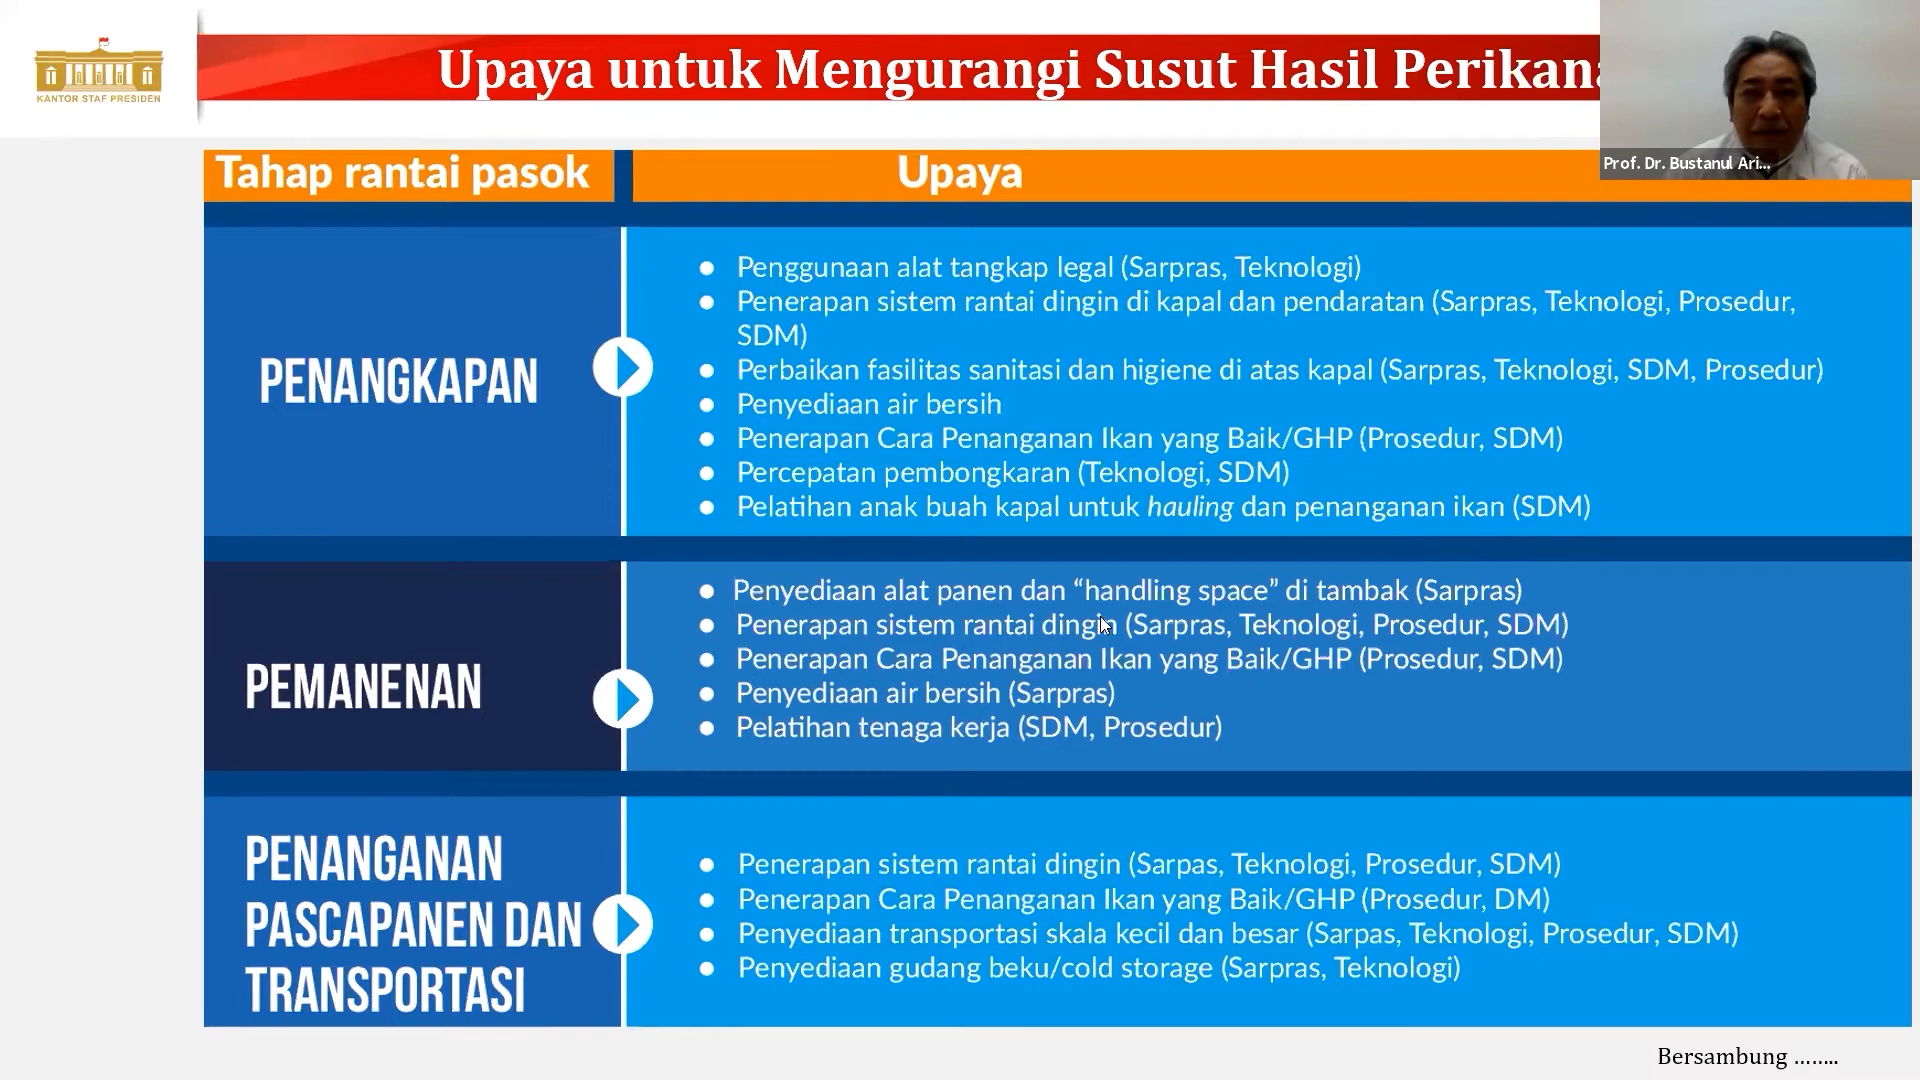 KANTOR STAF PRESIDEN
Upaya untuk Mengurangi Susut Hasil
Prof. Dr. Bustanul Ari...
Tahap rantai pasok
Upaya
PENANGKAPAN
● Penggunaan alat tangkap legal (Sarpras, Teknologi)
● Penerapan sistem rantai dingin di kapal dan pendaratan (Sarpras, Teknologi, Prosedur,
SDM)
● Perbaikan fasilitas sanitasi dan higiene di atas kapal (Sarpras, Teknologi, SDM, Prosedur)
● Penyediaan air bersih
● Penerapan Cara Penanganan Ikan yang Baik/GHP (Prosedur, SDM)
● Percepatan pembongkaran (Teknologi, SDM)
● Pelatihan anak buah kapal untuk hauling dan penanganan ikan (SDM)
PEMANENAN
● Penyediaan alat panen dan “handling space” di tambak (Sarpras)
● Penerapan sistem rantai dingin (Sarpras, Teknologi, Prosedur, SDM)
● Penerapan Cara Penanganan Ikan yang Baik/GHP (Prosedur, SDM)
● Penyediaan air bersih (Sarpras)
● Pelatihan tenaga kerja (SDM, Prosedur)
PENANGANAN
PASCAPANEN DAN
TRANSPORTASI
● Penerapan sistem rantai dingin (Sarpas, Teknologi, Prosedur, SDM)
● Penerapan Cara Penanganan Ikan yang Baik/GHP (Prosedur, DM)
● Penyediaan transportasi skala kecil dan besar (Sarpas, Teknologi, Prosedur, SDM)
● Penyediaan gudang beku/cold storage (Sarpras, Teknologi)
Bersambung ........